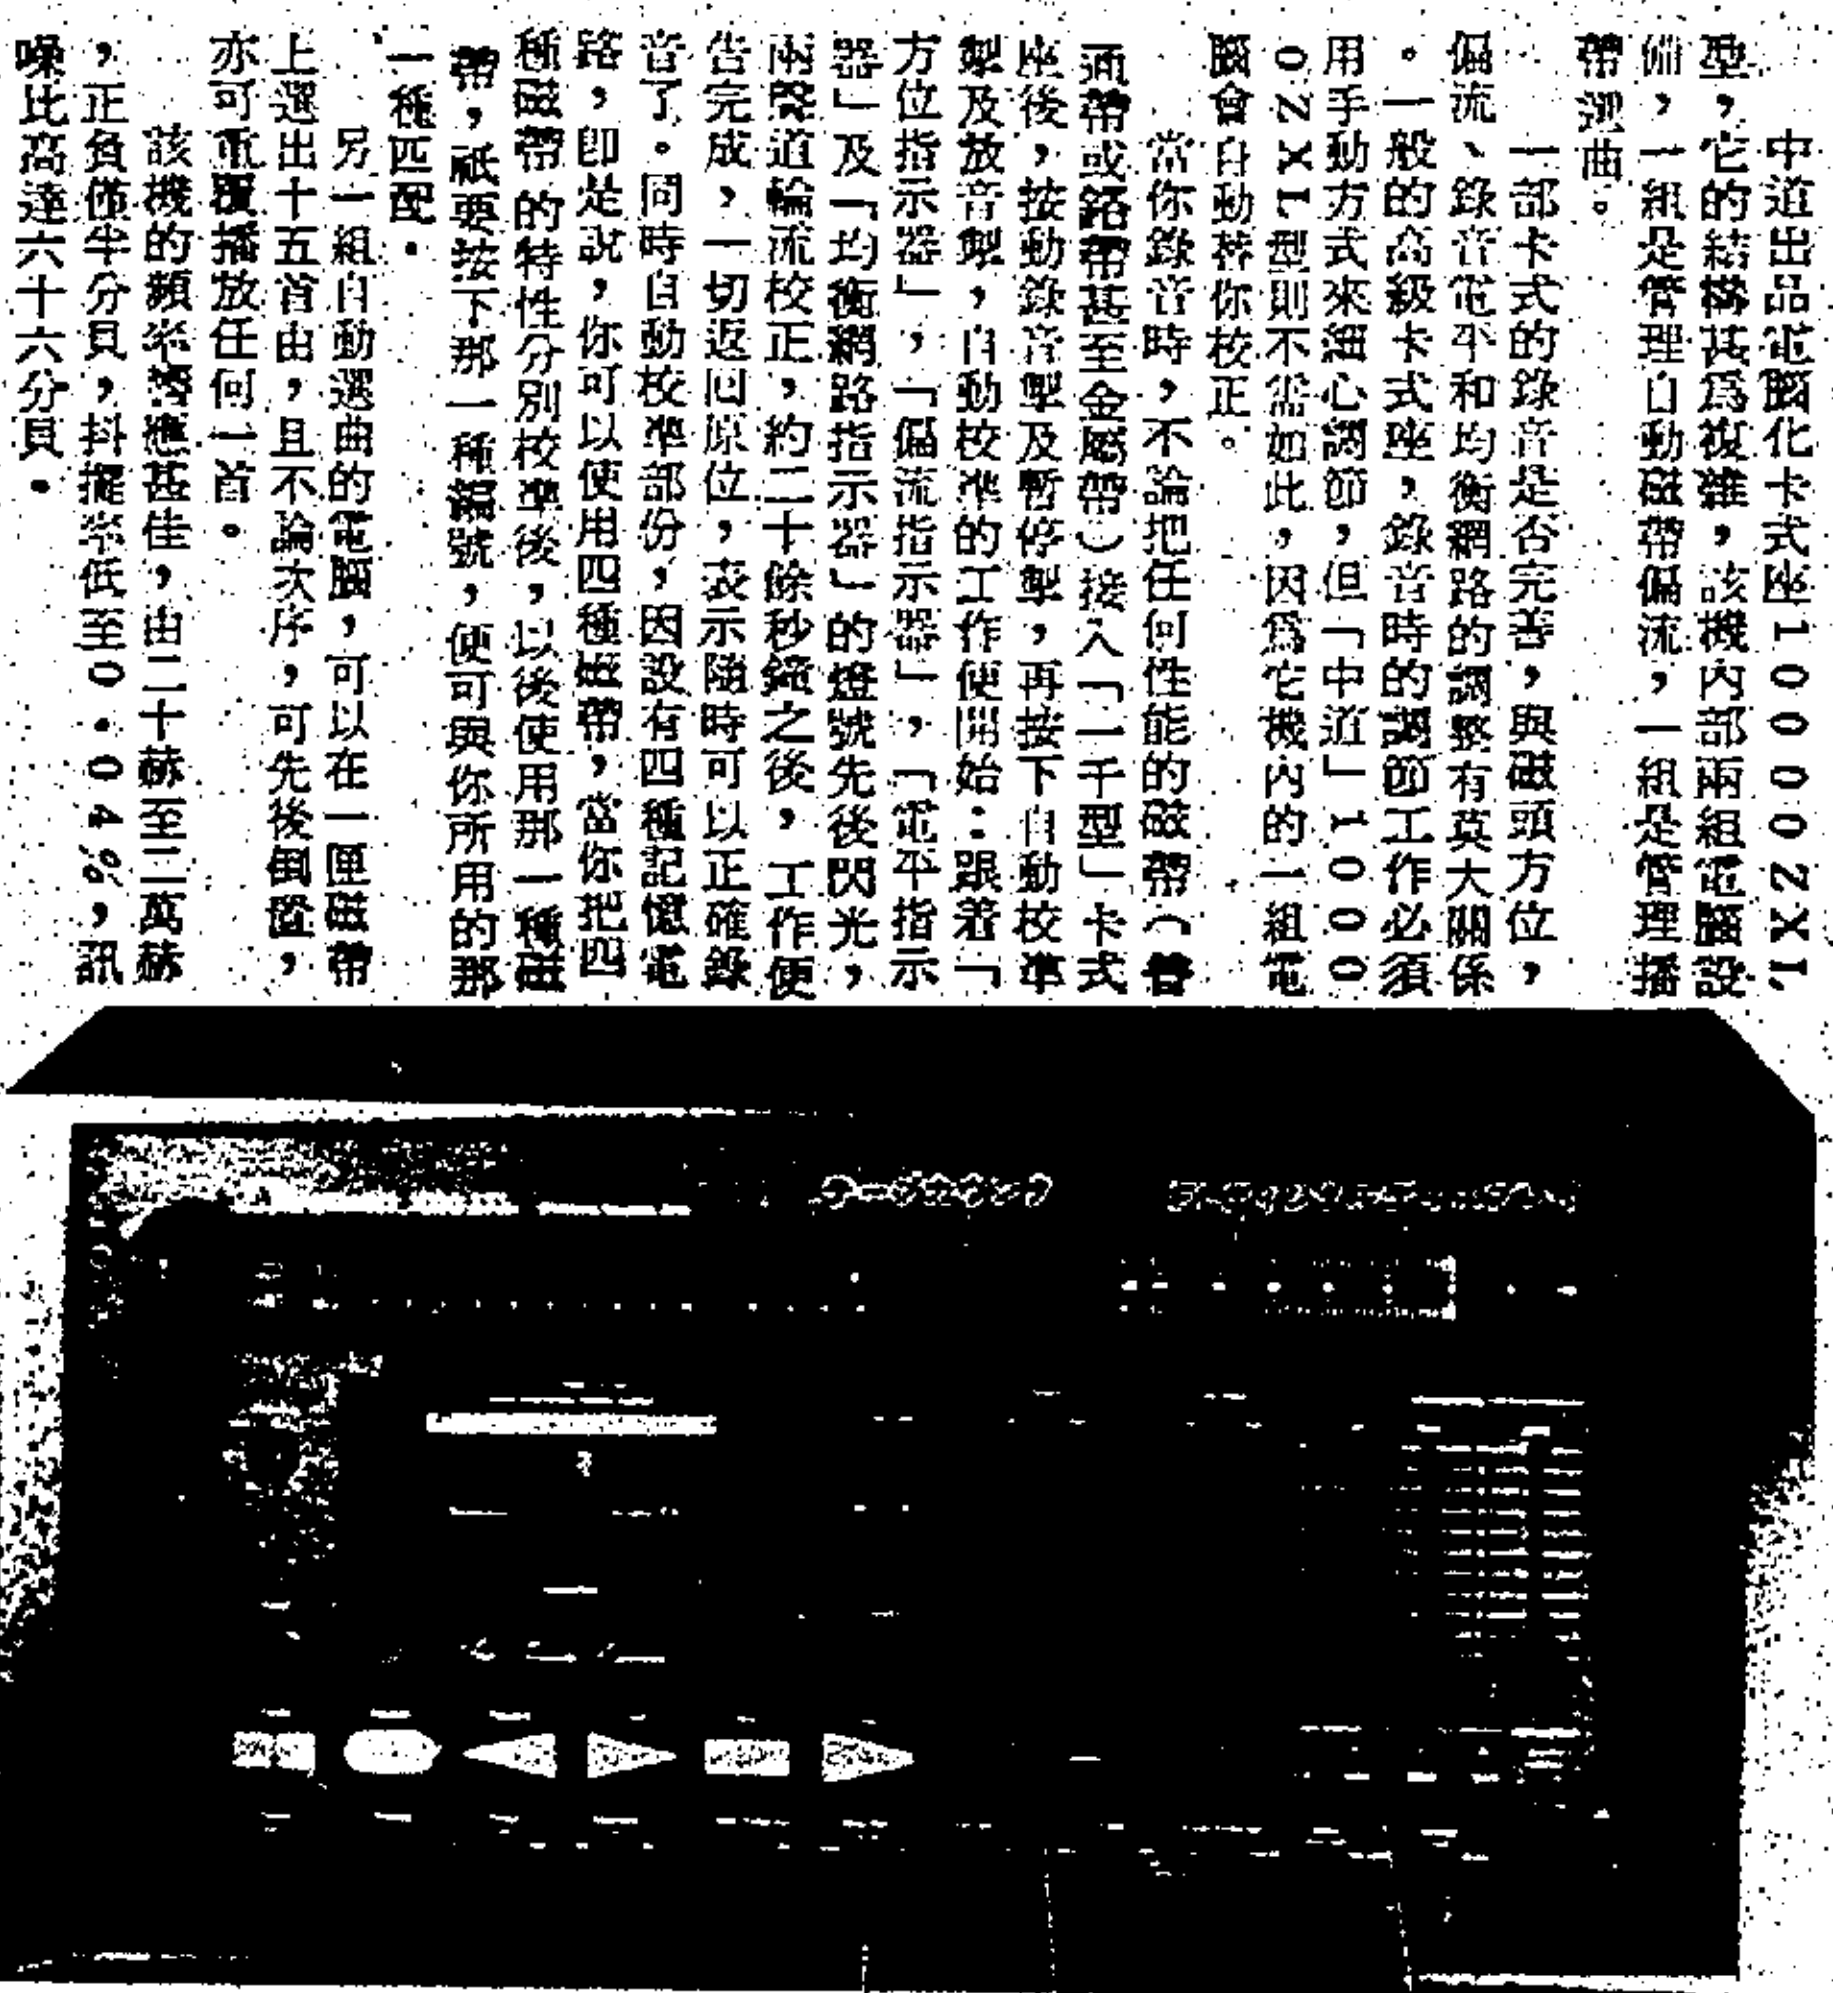 中道出品電腦化卡式座10000ZXL
型，它的結構甚爲複雜，該機內部兩組電腦設
備，一組是管理自動磁帶偏流，一組是管理播
帶選曲。
一部卡式的錄音是否完善，與磁頭方位，
偏流、錄音電平和均衡網路的調整有莫大關係
。一般的高級卡式座，錄音時的調節工作必須
用手動方式來細心調節，但「中道」1000
0ZXL型則不需如此，因爲它機內的一組電
腦會自動替你校正。
當你錄音時，不論把任何性能的磁帶（普
通帶或鉻帶甚至金屬帶）接入「一千型」卡式
座後，按動錄音掣及暫停掣，再按下自動校準
掣及放音掣，自動校準的工作便開始：跟着「
方位指示器」，「偏流指示器」，「電平指示
器」及「均衡網路指示器」的燈號先後閃光，
兩聲道輪流校正，約二十餘秒鐘之後，工作便
告完成，一切返回原位，表示隨時可以正確錄
音了。同時自動校準部份，因設有四種記憶電
路，即是說，你可以使用四種磁帶，當你把四
種磁帶的特性分別校準後，以後使用那一種磁
帶，祇要按下那一種編號，便可與你所用的那
一種匹配。
另一組自動選曲的電腦，可以在一匣磁帶
上選出十五首曲，且不論次序，可先後倒置，
亦可重覆播放任何一首。
該機的頻率響應甚佳，由二十赫至二萬赫
，正負僅半分貝，抖擺率低至0．04％，訊
噪比高達六十六分貝。